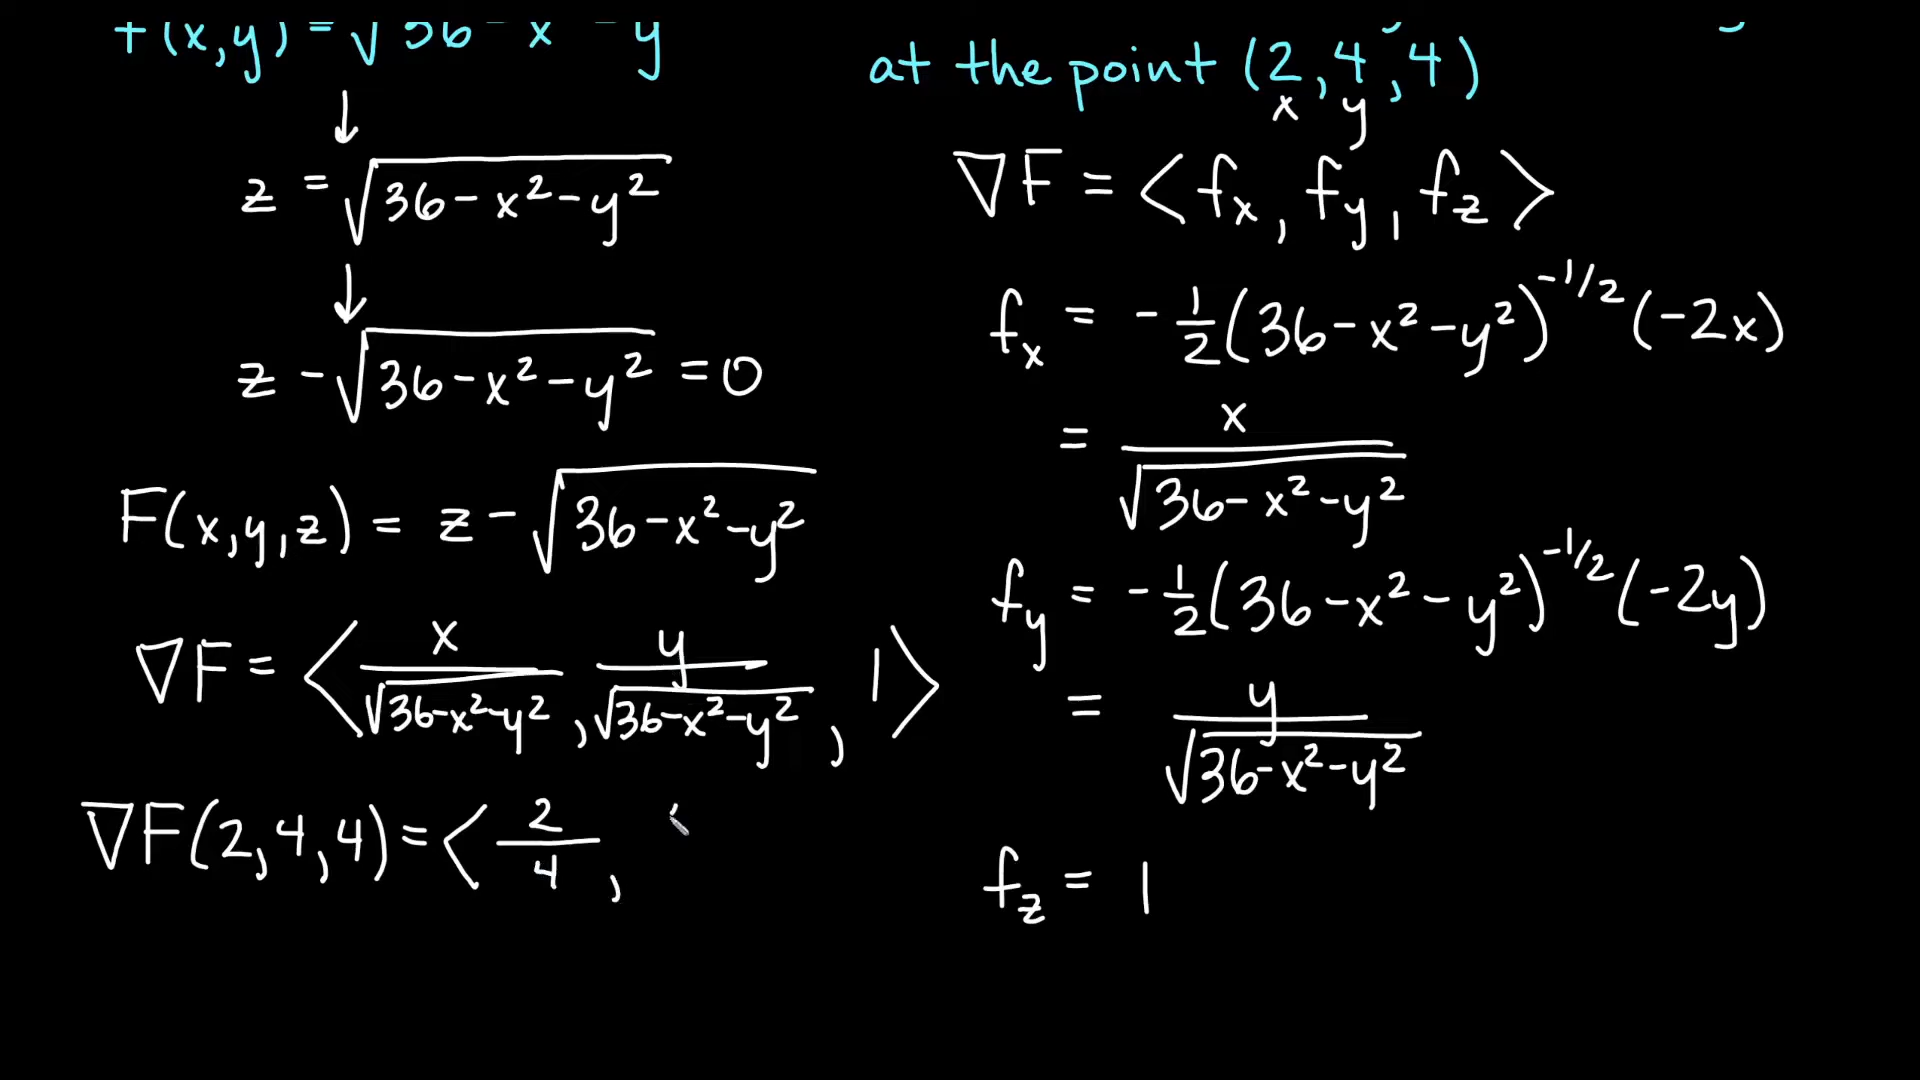 f(x,y) = √36 - x - y
↓
z = √36 - x² - y²
↓
z - √36 - x² - y² = 0
F(x,y,z) = z - √36 - x² - y²
∇F = ⟨ x/√36-x²-y² , y/√36-x²-y² , 1 ⟩
∇F(2,4,4) = ⟨ 2/4 ,
at the point (2,4,4)
x y
∇F = ⟨ fx , fy , fz ⟩
fx = -1/2 (36 - x² - y²)^-1/2 (-2x)
= x/√36 - x² - y²
fy = -1/2 (36 - x² - y²)^-1/2 (-2y)
= y/√36 - x² - y²
fz = 1